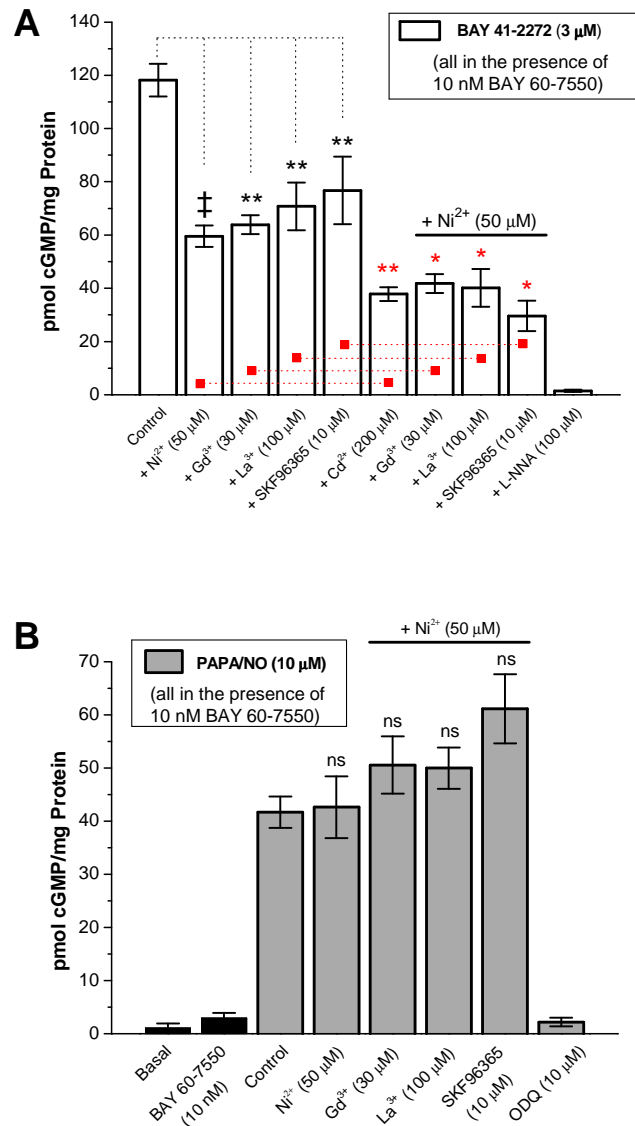 A
BAY 41-2272 (3 μM)
(all in the presence of
10 nM BAY 60-7550)
140
120
100
80
60
40
20
0
pmol cGMP/mg Protein
‡
**
**
**
+ Ni²⁺ (50 μM)
**
*
*
*
Control
+ Ni²⁺ (50 μM)
+ Gd³⁺ (30 μM)
+ La³⁺ (100 μM)
+ SKF96365 (10 μM)
+ Cd²⁺ (200 μM)
+ Gd³⁺ (30 μM)
+ La³⁺ (100 μM)
+ SKF96365 (10 μM)
+ L-NNA (100 μM)
B
PAPA/NO (10 μM)
(all in the presence of
10 nM BAY 60-7550)
+ Ni²⁺ (50 μM)
70
60
50
40
30
20
10
0
pmol cGMP/mg Protein
ns
ns
ns
ns
Basal
BAY 60-7550
(10 nM)
Control
Ni²⁺ (50 μM)
Gd³⁺ (30 μM)
La³⁺ (100 μM)
SKF96365
(10 μM)
ODQ (10 μM)